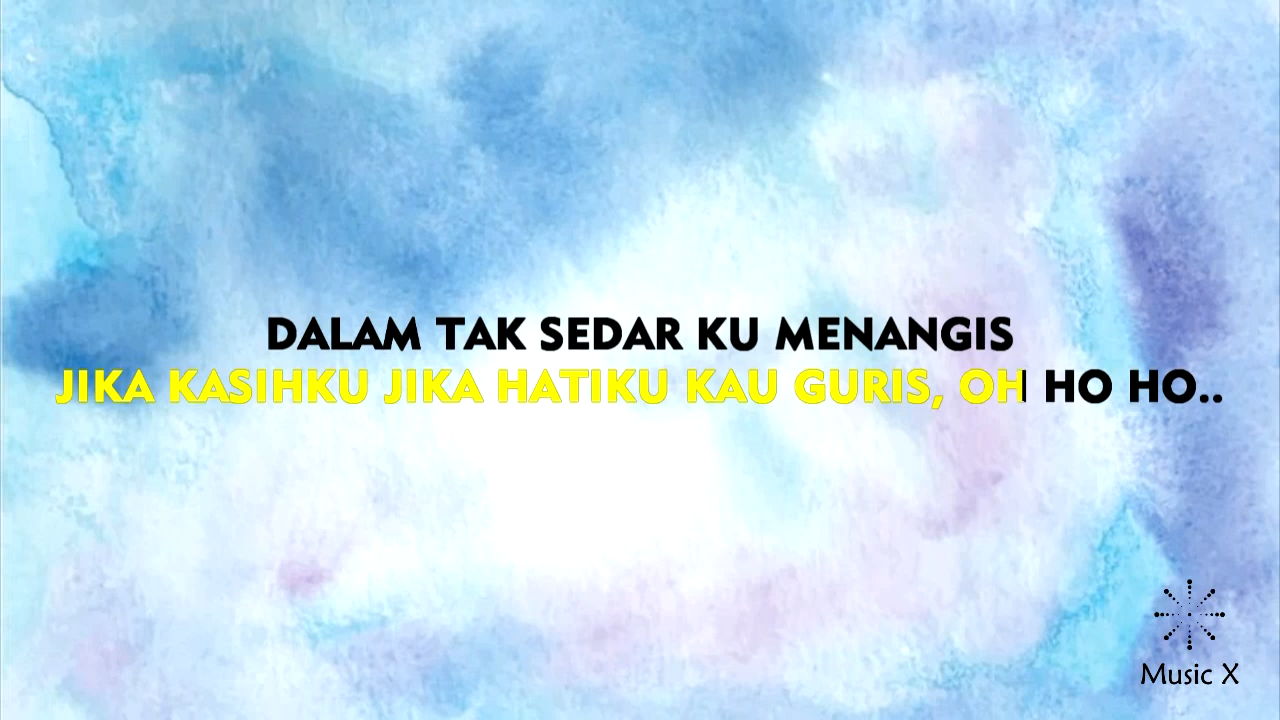 DALAM TAK SEDAR KU MENANGIS
JIKA KASIHKU JIKA HATIKU KAU GURIS, OH HO HO..
Music X